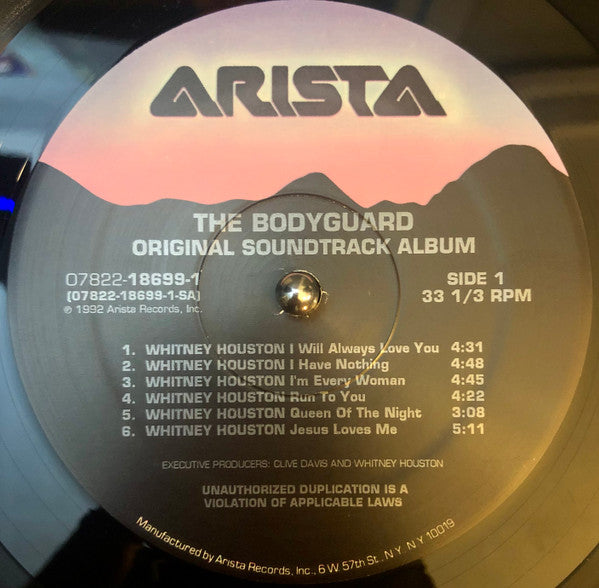 ARISTA
THE BODYGUARD
ORIGINAL SOUNDTRACK ALBUM
07822-18699-1
(07822-18699-1-SA)
℗ 1992 Arista Records, Inc.
SIDE 1
33 1/3 RPM
1. WHITNEY HOUSTON I Will Always Love You 4:31
2. WHITNEY HOUSTON I Have Nothing 4:48
3. WHITNEY HOUSTON I'm Every Woman 4:45
4. WHITNEY HOUSTON Run To You 4:22
5. WHITNEY HOUSTON Queen Of The Night 3:08
6. WHITNEY HOUSTON Jesus Loves Me 5:11
EXECUTIVE PRODUCERS: CLIVE DAVIS AND WHITNEY HOUSTON
UNAUTHORIZED DUPLICATION IS A
VIOLATION OF APPLICABLE LAWS
Manufactured by Arista Records, Inc., 6 W. 57th St., N.Y. N.Y 10019